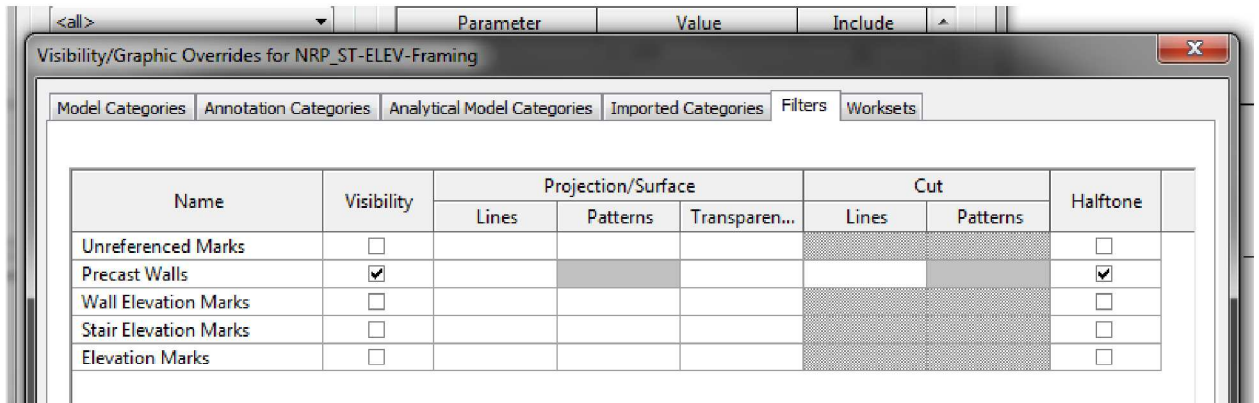 <all> Parameter Value Include
Visibility/Graphic Overrides for NRP_ST-ELEV-Framing
Model Categories Annotation Categories Analytical Model Categories Imported Categories Filters Worksets
Name Visibility Projection/Surface Cut Halftone
Lines Patterns Transparen... Lines Patterns
Unreferenced Marks
Precast Walls
Wall Elevation Marks
Stair Elevation Marks
Elevation Marks